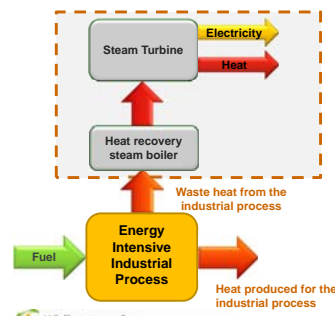 Electricity
Steam Turbine
Heat
Heat recovery
steam boiler
Waste heat from the
industrial process
Energy
Intensive
Industrial
Process
Fuel
Heat produced for the
industrial process